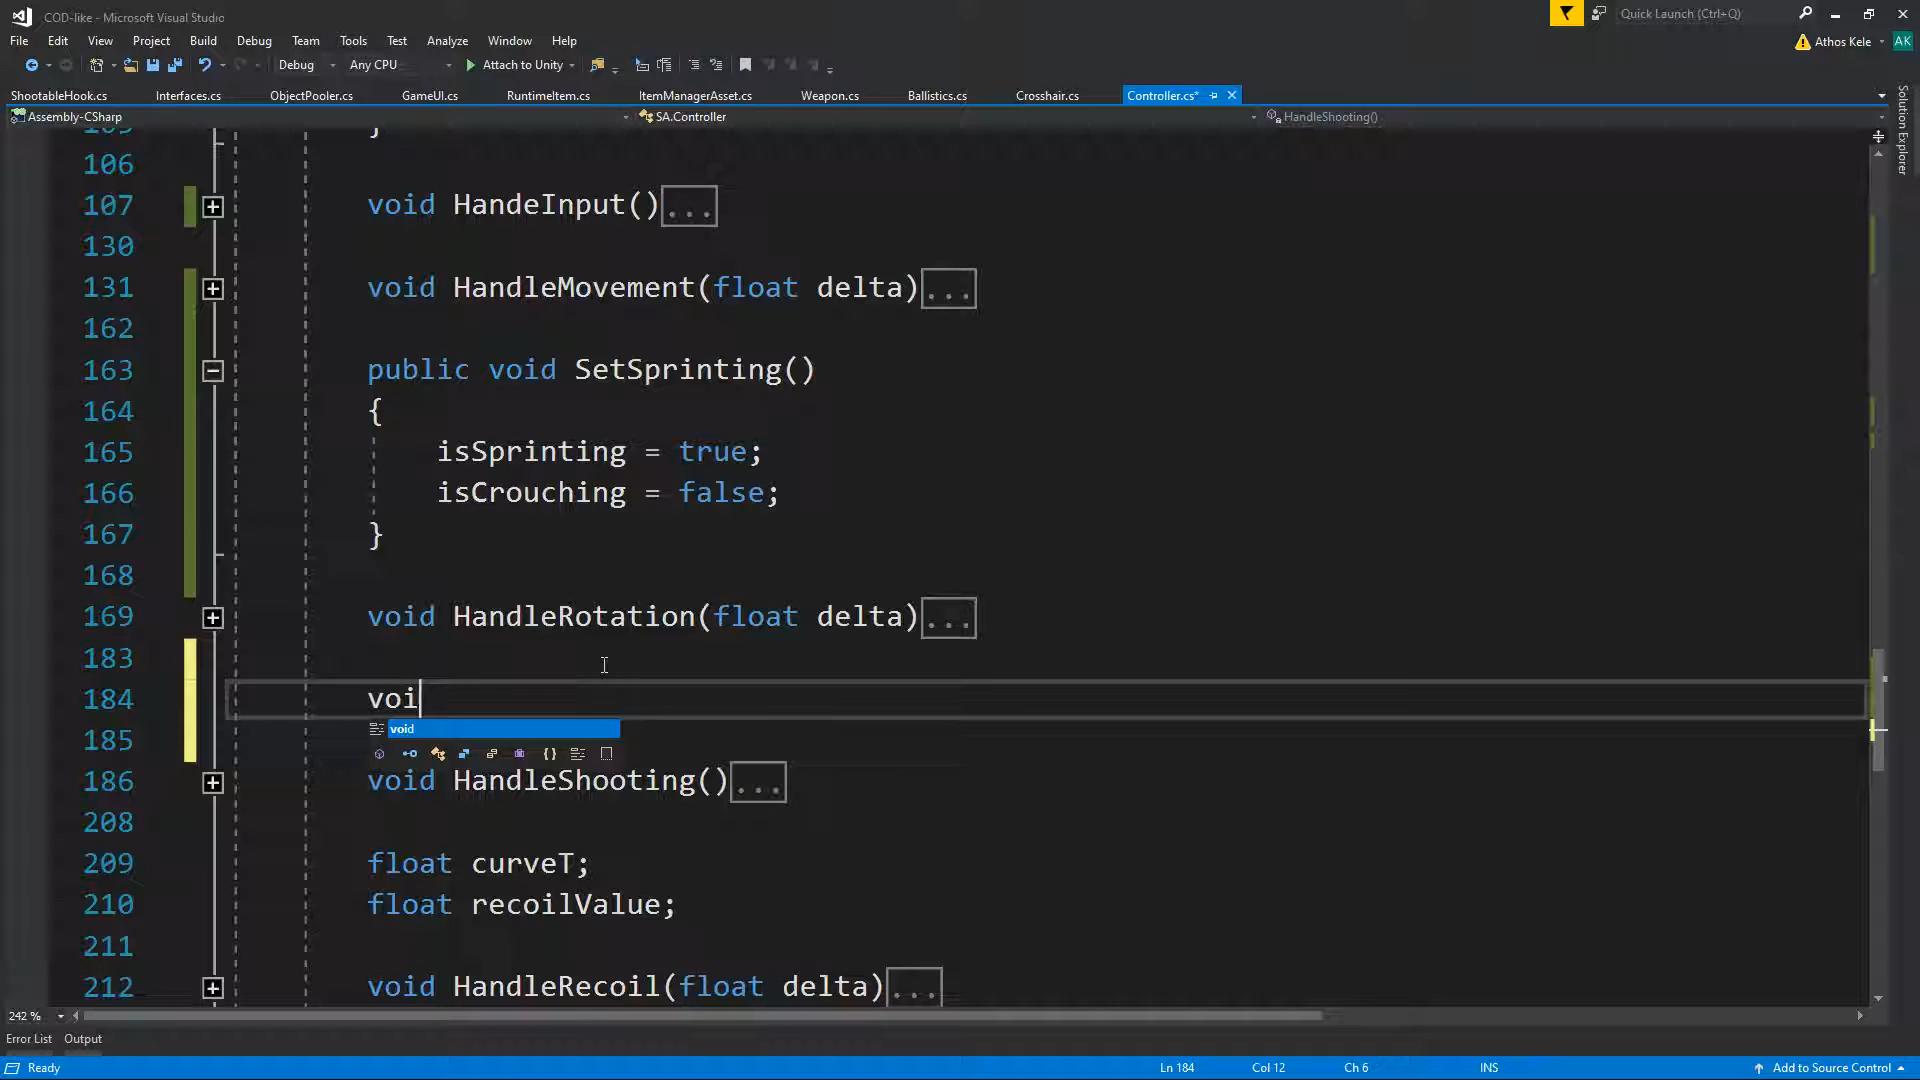 COD-like - Microsoft Visual Studio
Quick Launch (Ctrl+Q)
File Edit View Project Build Debug Team Tools Test Analyze Window Help
Athos Kele AK
Debug Any CPU Attach to Unity
ShootableHook.cs Interfaces.cs ObjectPooler.cs GameUI.cs RuntimeItem.cs ItemManagerAsset.cs Weapon.cs Ballistics.cs Crosshair.cs Controller.cs*
Solution Explorer
Assembly-CSharp SA.Controller HandleShooting()
105 }
106
107 void HandeInput()...
130
131 void HandleMovement(float delta)...
162
163 public void SetSprinting()
164 {
165 isSprinting = true;
166 isCrouching = false;
167 }
168
169 void HandleRotation(float delta)...
183
184 voi
void
185
186 void HandleShooting()...
208
209 float curveT;
210 float recoilValue;
211
212 void HandleRecoil(float delta)...
242 %
Error List Output
Ready Ln 184 Col 12 Ch 6 INS Add to Source Control